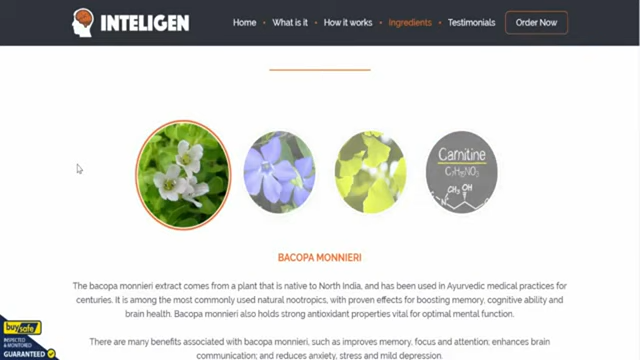 INTELIGEN
Home • What is it • How it works • Ingredients • Testimonials Order Now
Carnitine
CH₃ OH
BACOPA MONNIERI
The bacopa monnieri extract comes from a plant that is native to North India, and has been used in Ayurvedic medical practices for
centuries. It is among the most commonly used natural nootropics, with proven effects for boosting memory, cognitive ability and
brain health. Bacopa monnieri also holds strong antioxidant properties vital for optimal mental function.
There are many benefits associated with bacopa monnieri, such as improves memory, focus and attention; enhances brain
communication; and reduces anxiety, stress and mild depression.
buySAFE
INSPECTED
& MONITORED
GUARANTEED